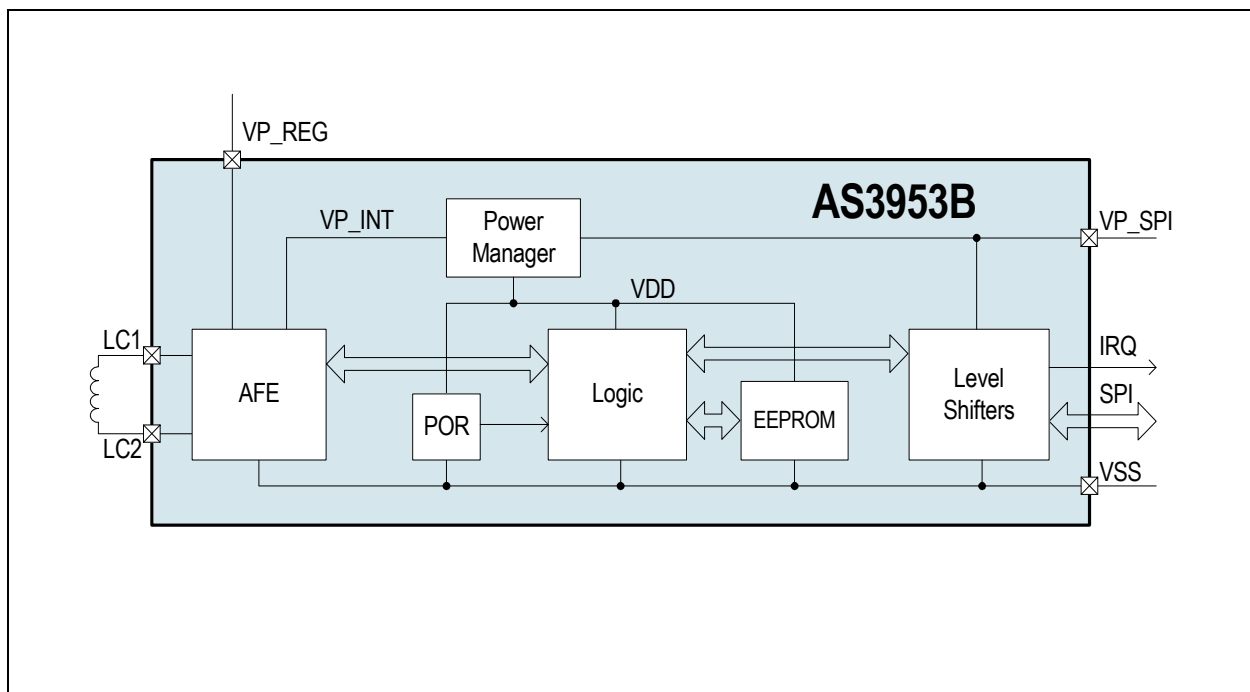 VP_REG
AS3953B
VP_INT
Power
Manager
VP_SPI
VDD
LC1
IRQ
AFE
Logic
Level
Shifters
SPI
POR
EEPROM
LC2
VSS